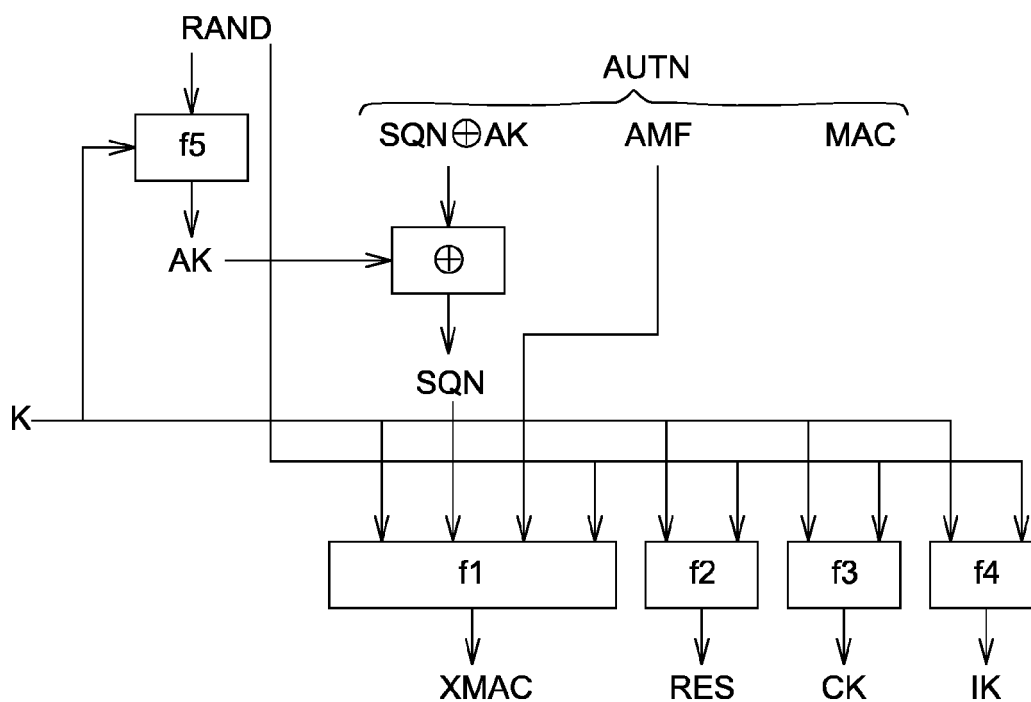 RAND
AUTN
SQN⊕AK AMF MAC
f5
AK ⊕
SQN
K
f1 f2 f3 f4
XMAC RES CK IK